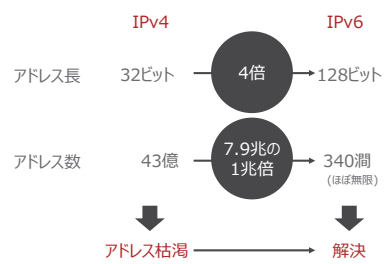 IPv4 IPv6
アドレス長 32ビット 4倍 128ビット
アドレス数 43億 7.9兆の
1兆倍 340澗
(ほぼ無限)
アドレス枯渇 解決